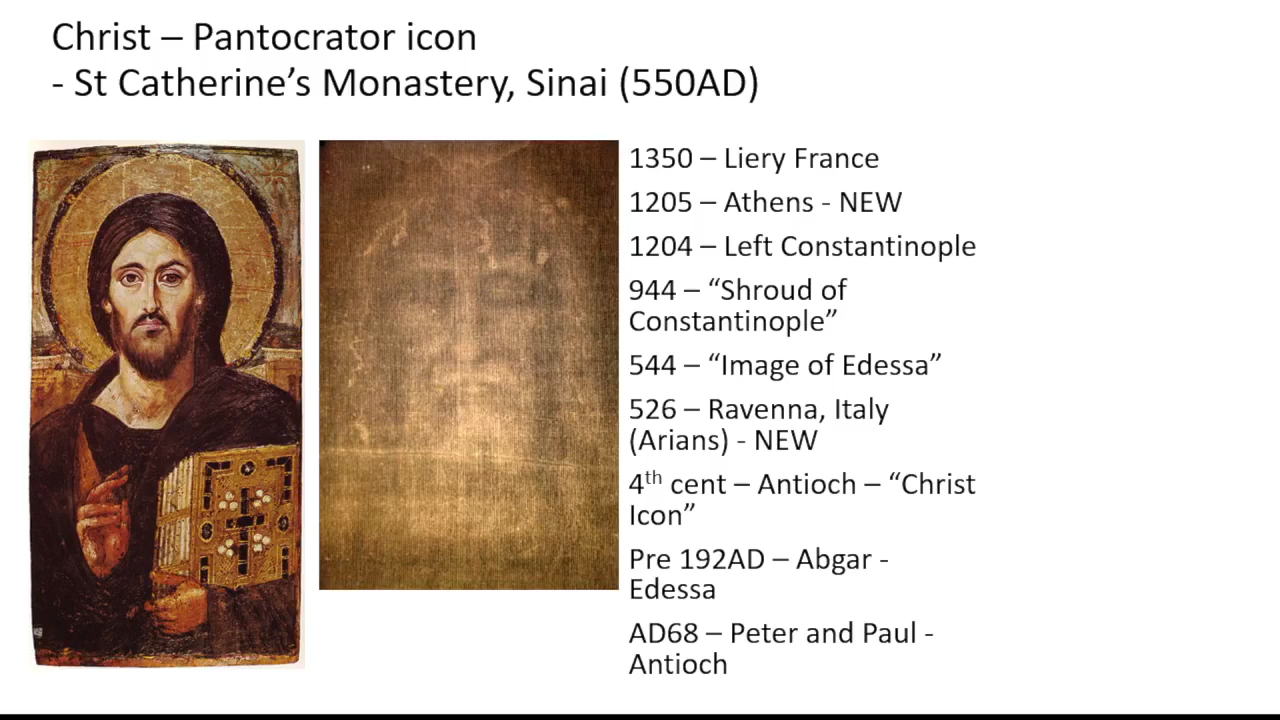 Christ – Pantocrator icon
- St Catherine’s Monastery, Sinai (550AD)
1350 – Liery France
1205 – Athens - NEW
1204 – Left Constantinople
944 – “Shroud of
Constantinople”
544 – “Image of Edessa”
526 – Ravenna, Italy
(Arians) - NEW
4th cent – Antioch – “Christ
Icon”
Pre 192AD – Abgar -
Edessa
AD68 – Peter and Paul -
Antioch